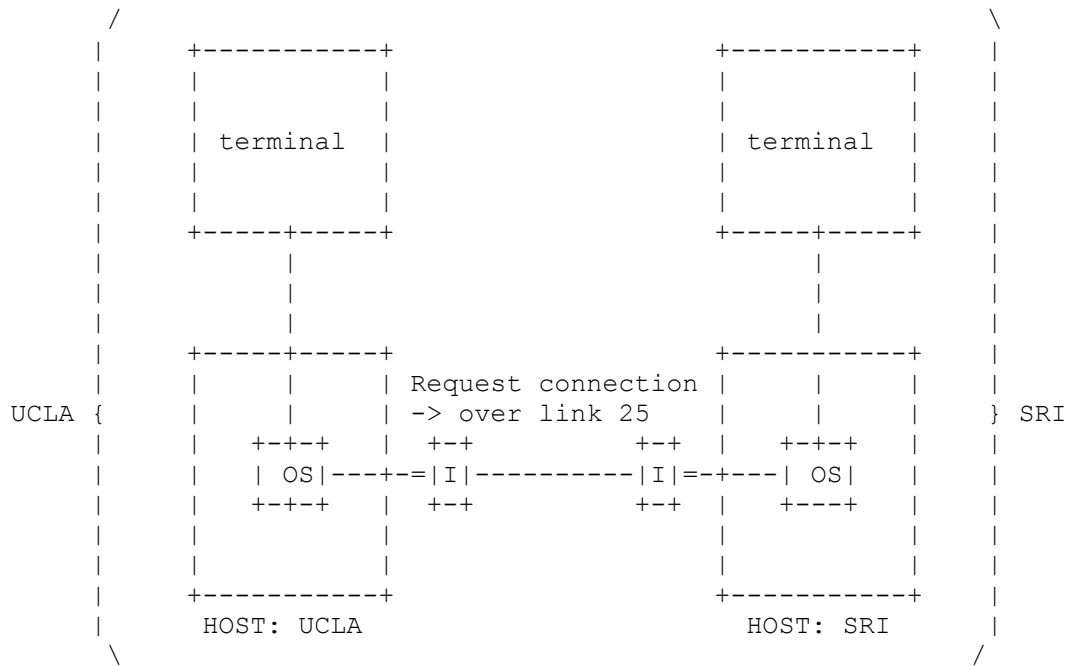 terminal terminal
Request connection
UCLA { -> over link 25 } SRI
OS I I OS
HOST: UCLA HOST: SRI